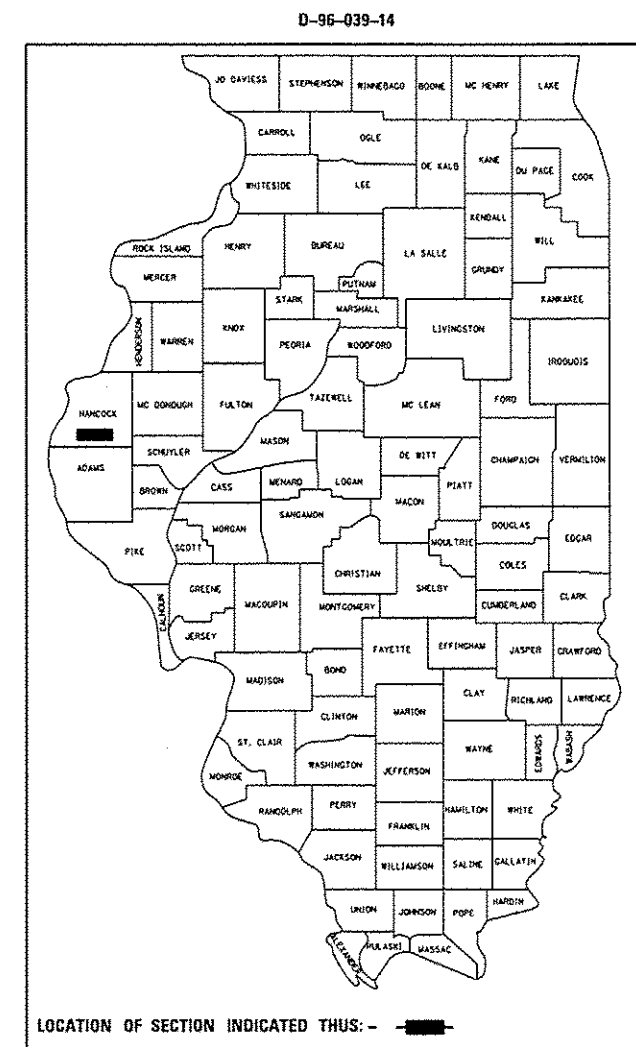 D-96-039-14
JO DAVIESS STEPHENSON WINNEBAGO BOONE MC HENRY LAKE
CARROLL OGLE
DE KALB KANE DU PAGE COOK
WHITESIDE LEE
KENDALL
ROCK ISLAND HENRY BUREAU LA SALLE GRUNDY WILL
MERCER PUTNAM
KANKAKEE
HENDERSON WARREN KNOX STARK MARSHALL LIVINGSTON
PEORIA WOODFORD
IROQUOIS
HANCOCK MC DONOUGH FULTON TAZEWELL MC LEAN FORD
SCHUYLER MASON
ADAMS DE WITT CHAMPAIGN VERMILION
BROWN CASS MENARD LOGAN PIATT
MACON
PIKE SCOTT MORGAN SANGAMON DOUGLAS EDGAR
MOULTRIE
COLES
CHRISTIAN SHELBY
CALHOUN GREENE MACOUPIN MONTGOMERY CUMBERLAND CLARK
JERSEY
FAYETTE EFFINGHAM JASPER CRAWFORD
MADISON BOND
CLAY RICHLAND LAWRENCE
CLINTON MARION
ST. CLAIR WAYNE EDWARDS WABASH
MONROE WASHINGTON JEFFERSON
RANDOLPH PERRY HAMILTON WHITE
FRANKLIN
JACKSON WILLIAMSON SALINE GALLATIN
UNION JOHNSON POPE HARDIN
ALEXANDER PULASKI MASSAC
LOCATION OF SECTION INDICATED THUS: -